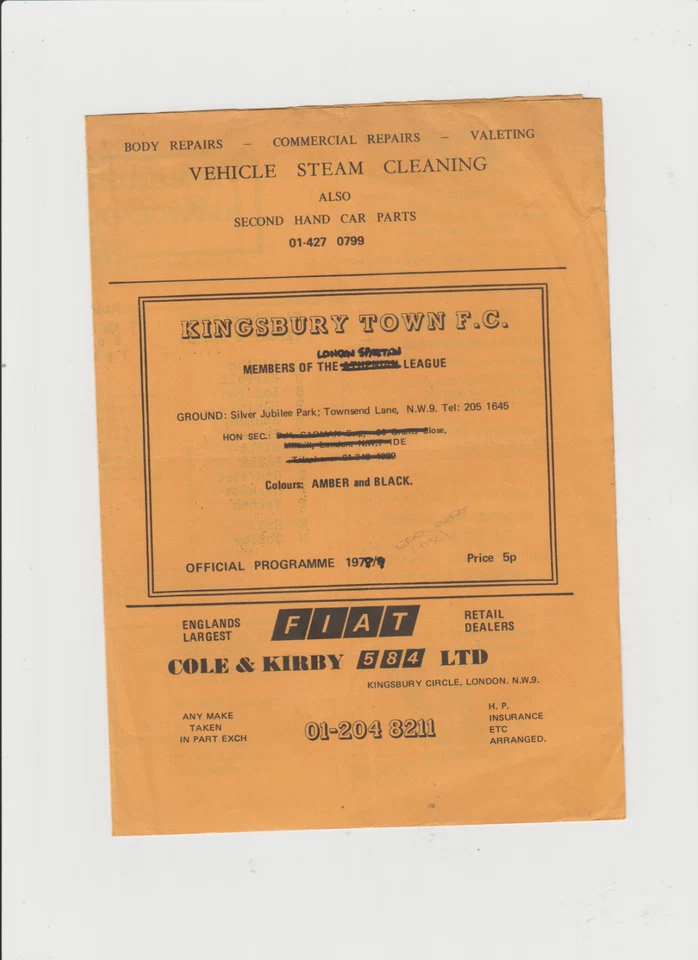 BODY REPAIRS – COMMERCIAL REPAIRS – VALETING
VEHICLE STEAM CLEANING
ALSO
SECOND HAND CAR PARTS
01-427 0799
KINGSBURY TOWN F.C.
LONDON SPARTAN
MEMBERS OF THE LEAGUE
GROUND: Silver Jubilee Park; Townsend Lane, N.W.9. Tel: 205 1645
HON SEC.: Close,
Colours: AMBER and BLACK.
OFFICIAL PROGRAMME 1978/9
Price 5p
ENGLANDS LARGEST
FIAT
RETAIL DEALERS
COLE & KIRBY 584 LTD
KINGSBURY CIRCLE, LONDON. N.W.9.
ANY MAKE
TAKEN
IN PART EXCH
01-204 8211
H. P.
INSURANCE
ETC
ARRANGED.